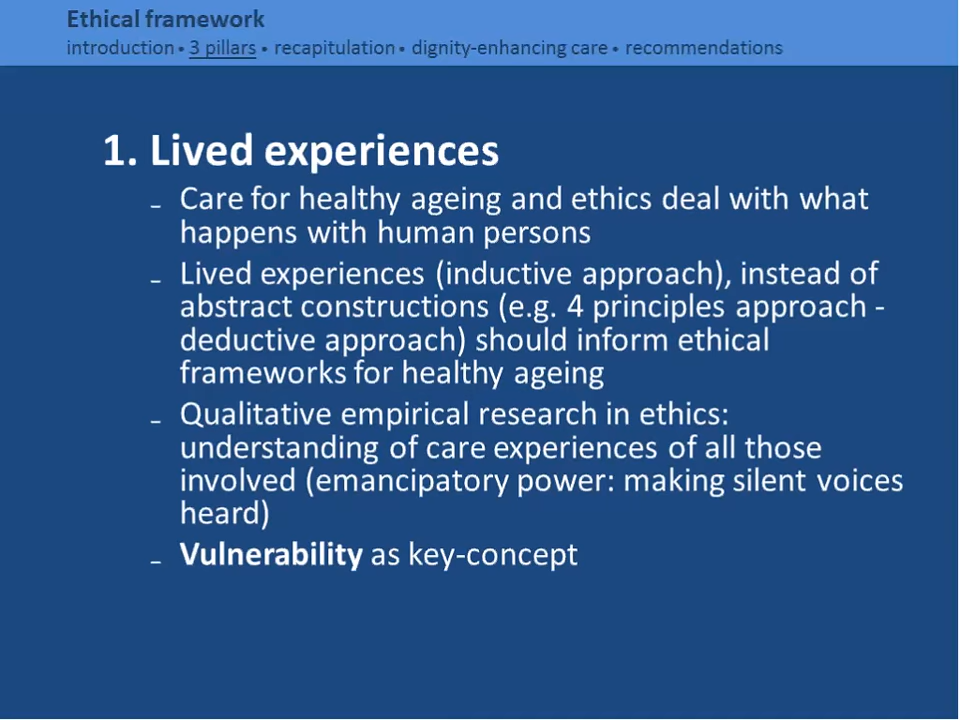 Ethical framework
introduction • 3 pillars • recapitulation • dignity-enhancing care • recommendations
1. Lived experiences
– Care for healthy ageing and ethics deal with what
happens with human persons
– Lived experiences (inductive approach), instead of
abstract constructions (e.g. 4 principles approach -
deductive approach) should inform ethical
frameworks for healthy ageing
– Qualitative empirical research in ethics:
understanding of care experiences of all those
involved (emancipatory power: making silent voices
heard)
– Vulnerability as key-concept